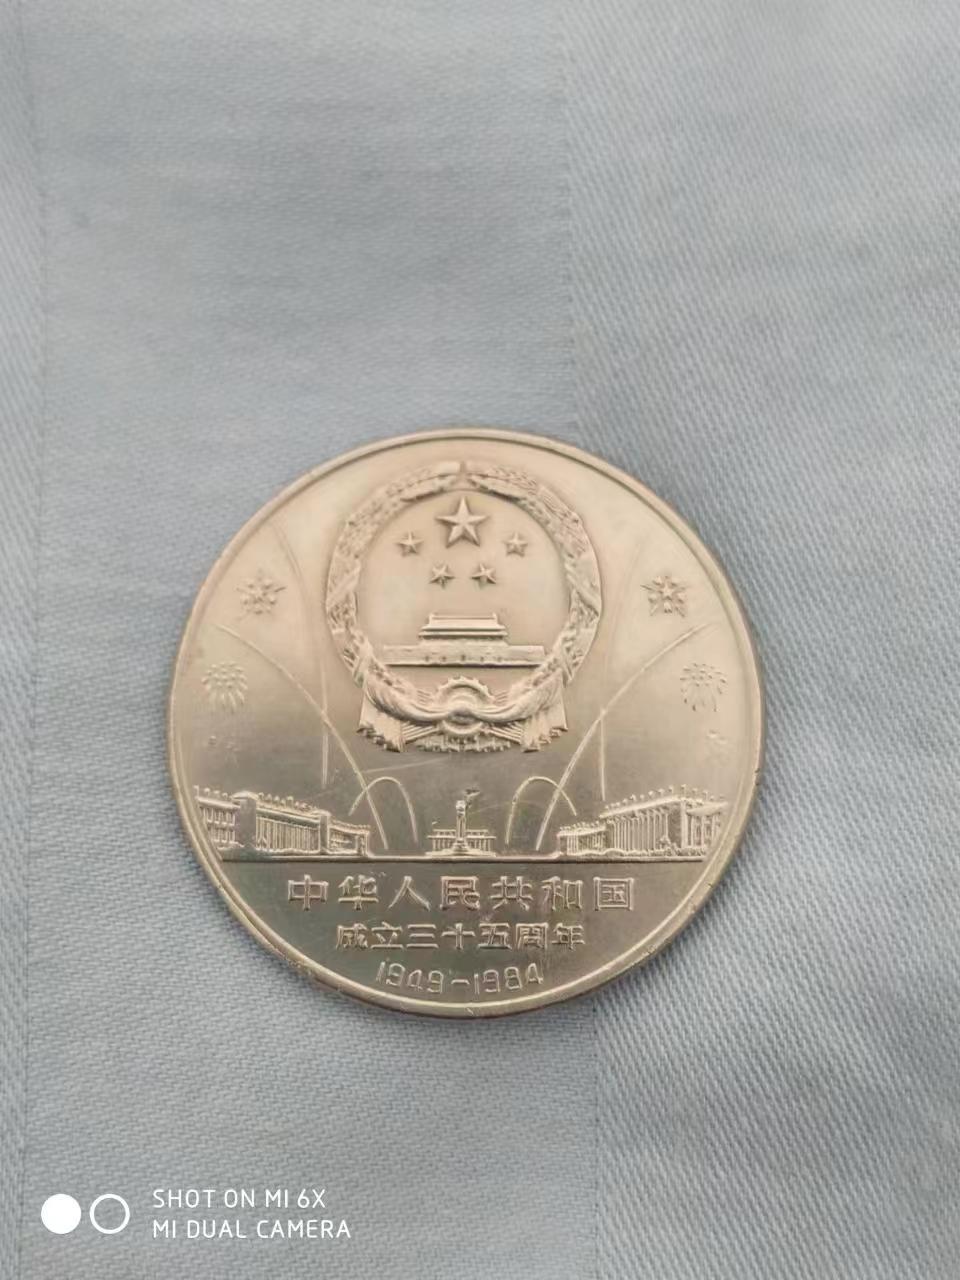 中华人民共和国
成立三十五周年
1949-1984
SHOT ON MI 6X
MI DUAL CAMERA